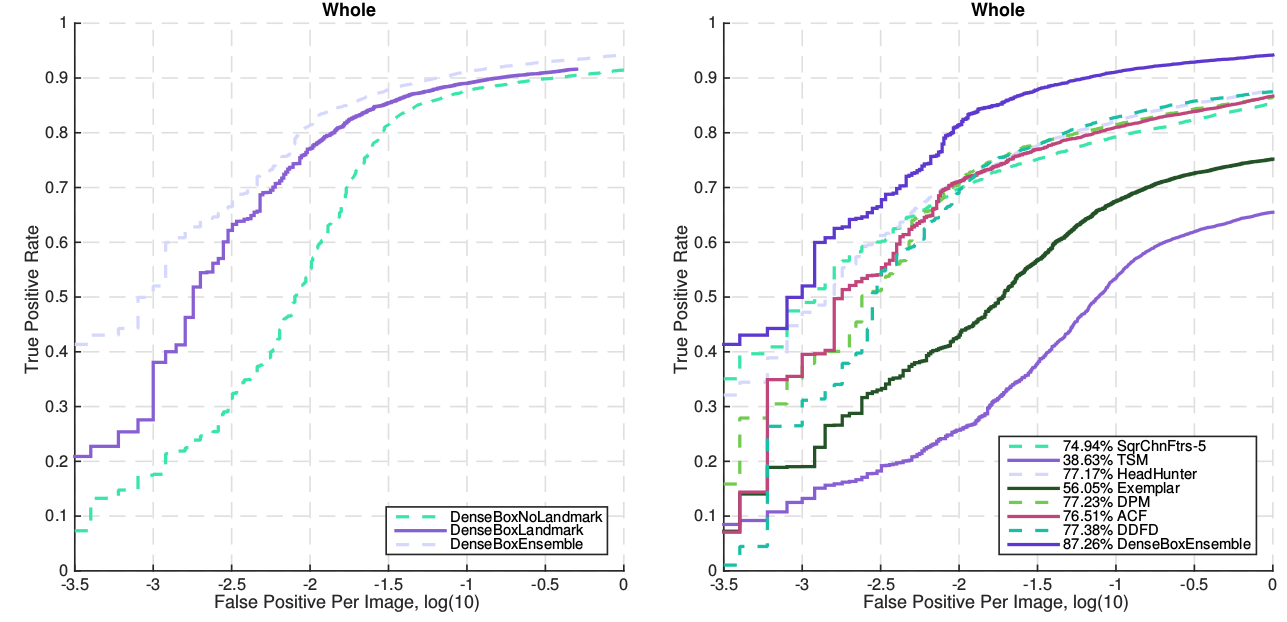 Whole
True Positive Rate
1
0.9
0.8
0.7
0.6
0.5
0.4
0.3
0.2
0.1
0
-3.5 -3 -2.5 -2 -1.5 -1 -0.5 0
False Positive Per Image, log(10)
DenseBoxNoLandmark
DenseBoxLandmark
DenseBoxEnsemble
Whole
True Positive Rate
1
0.9
0.8
0.7
0.6
0.5
0.4
0.3
0.2
0.1
0
-3.5 -3 -2.5 -2 -1.5 -1 -0.5 0
False Positive Per Image, log(10)
74.94% SqrChnFtrs-5
38.63% TSM
77.17% HeadHunter
56.05% Exemplar
77.23% DPM
76.51% ACF
77.38% DDFD
87.26% DenseBoxEnsemble